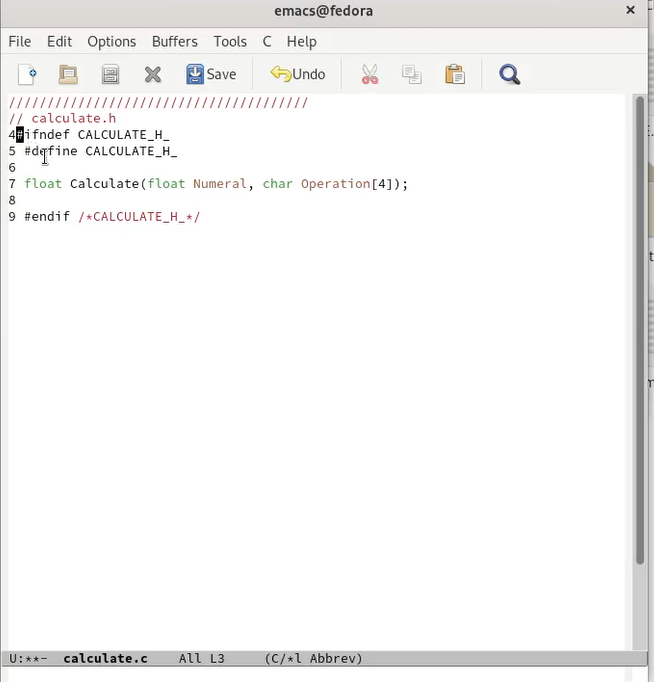 emacs@fedora ×
File Edit Options Buffers Tools C Help
Save Undo
///////////////////////////////////////
// calculate.h
4#ifndef CALCULATE_H_
5 #define CALCULATE_H_
6
7 float Calculate(float Numeral, char Operation[4]);
8
9 #endif /*CALCULATE_H_*/
U:**- calculate.c All L3 (C/*l Abbrev)